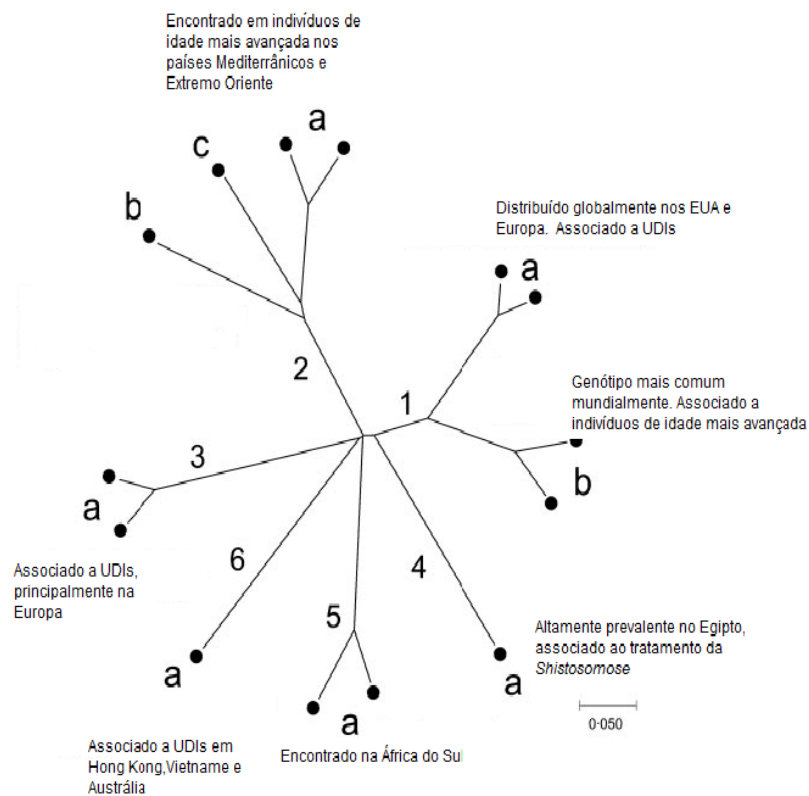 Encontrado em indivíduos de
idade mais avançada nos
países Mediterrânicos e
Extremo Oriente
a
c
b
Distribuído globalmente nos EUA e
Europa. Associado a UDIs
a
2
1
Genótipo mais comum
mundialmente. Associado a
indivíduos de idade mais avançada
b
3
a
Associado a UDIs,
principalmente na
Europa
6
5
4
a
Associado a UDIs em
Hong Kong,Vietname e
Austrália
a
Encontrado na África do Sul
a
Altamente prevalente no Egipto,
associado ao tratamento da
Shistosomose
0·050